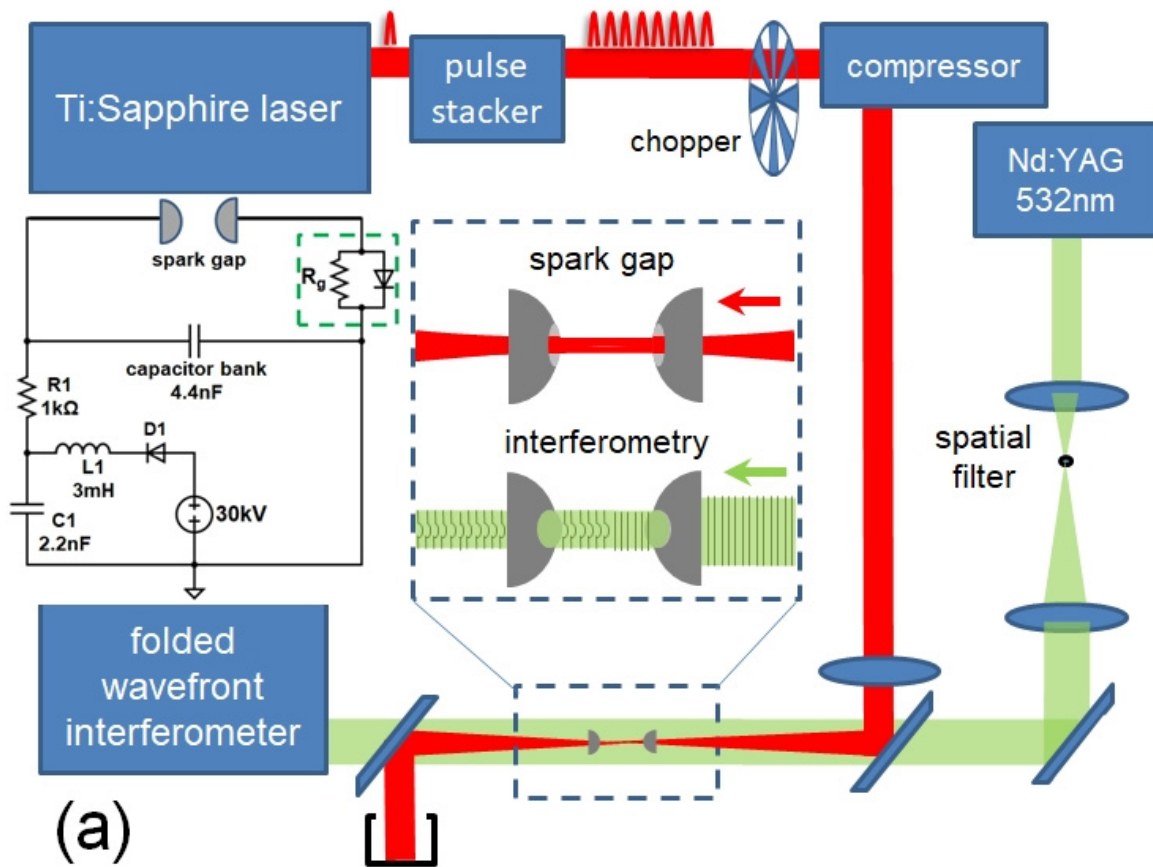 Ti:Sapphire laser
pulse
stacker
chopper
compressor
Nd:YAG
532nm
spark gap
Rg
capacitor bank
4.4nF
R1
1kΩ
L1
3mH
D1
C1
2.2nF
30kV
spark gap
interferometry
spatial
filter
folded
wavefront
interferometer
(a)